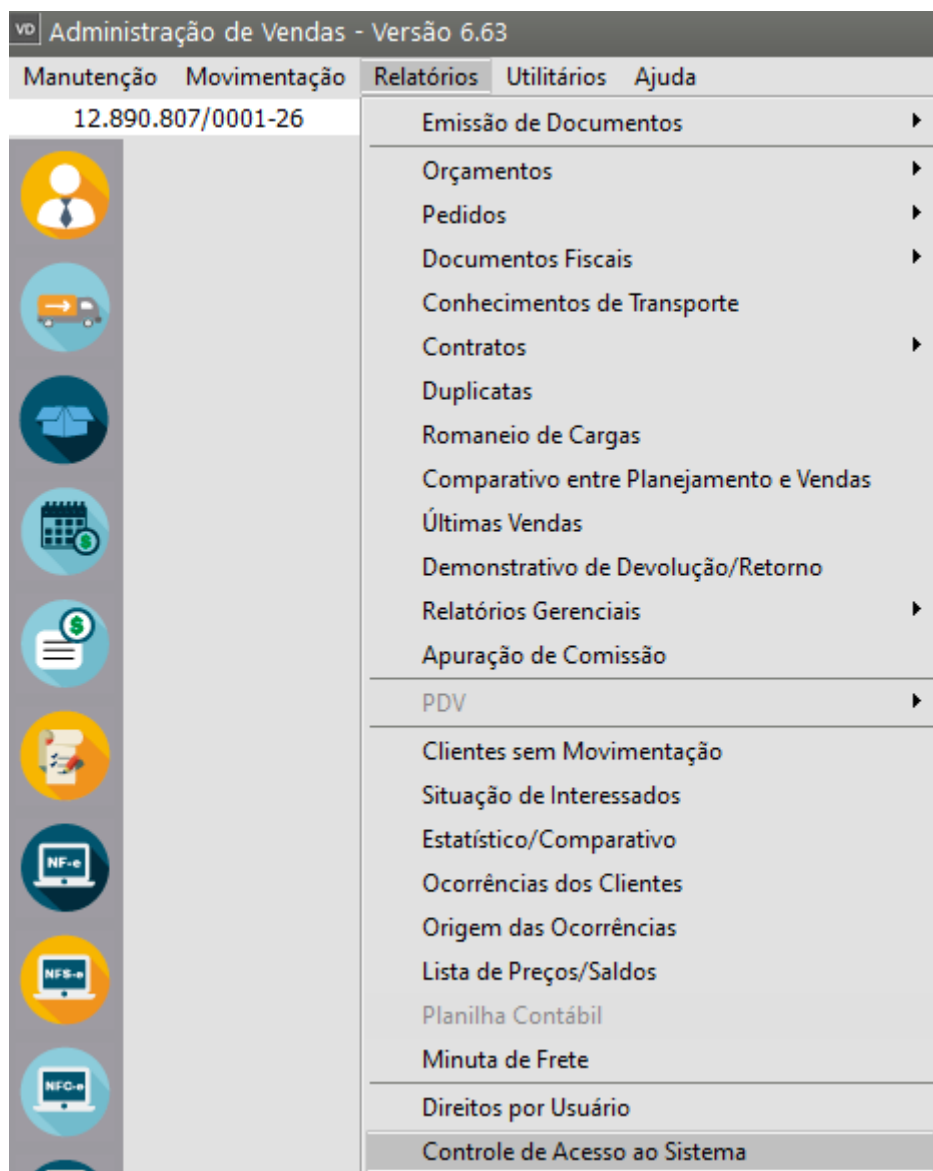 VD Administração de Vendas - Versão 6.63
Manutenção Movimentação Relatórios Utilitários Ajuda
12.890.807/0001-26
Emissão de Documentos
Orçamentos
Pedidos
Documentos Fiscais
Conhecimentos de Transporte
Contratos
Duplicatas
Romaneio de Cargas
Comparativo entre Planejamento e Vendas
Últimas Vendas
Demonstrativo de Devolução/Retorno
Relatórios Gerenciais
Apuração de Comissão
PDV
Clientes sem Movimentação
Situação de Interessados
Estatístico/Comparativo
NF-e
Ocorrências dos Clientes
Origem das Ocorrências
NFS-e
Lista de Preços/Saldos
Planilha Contábil
Minuta de Frete
NFC-e
Direitos por Usuário
Controle de Acesso ao Sistema